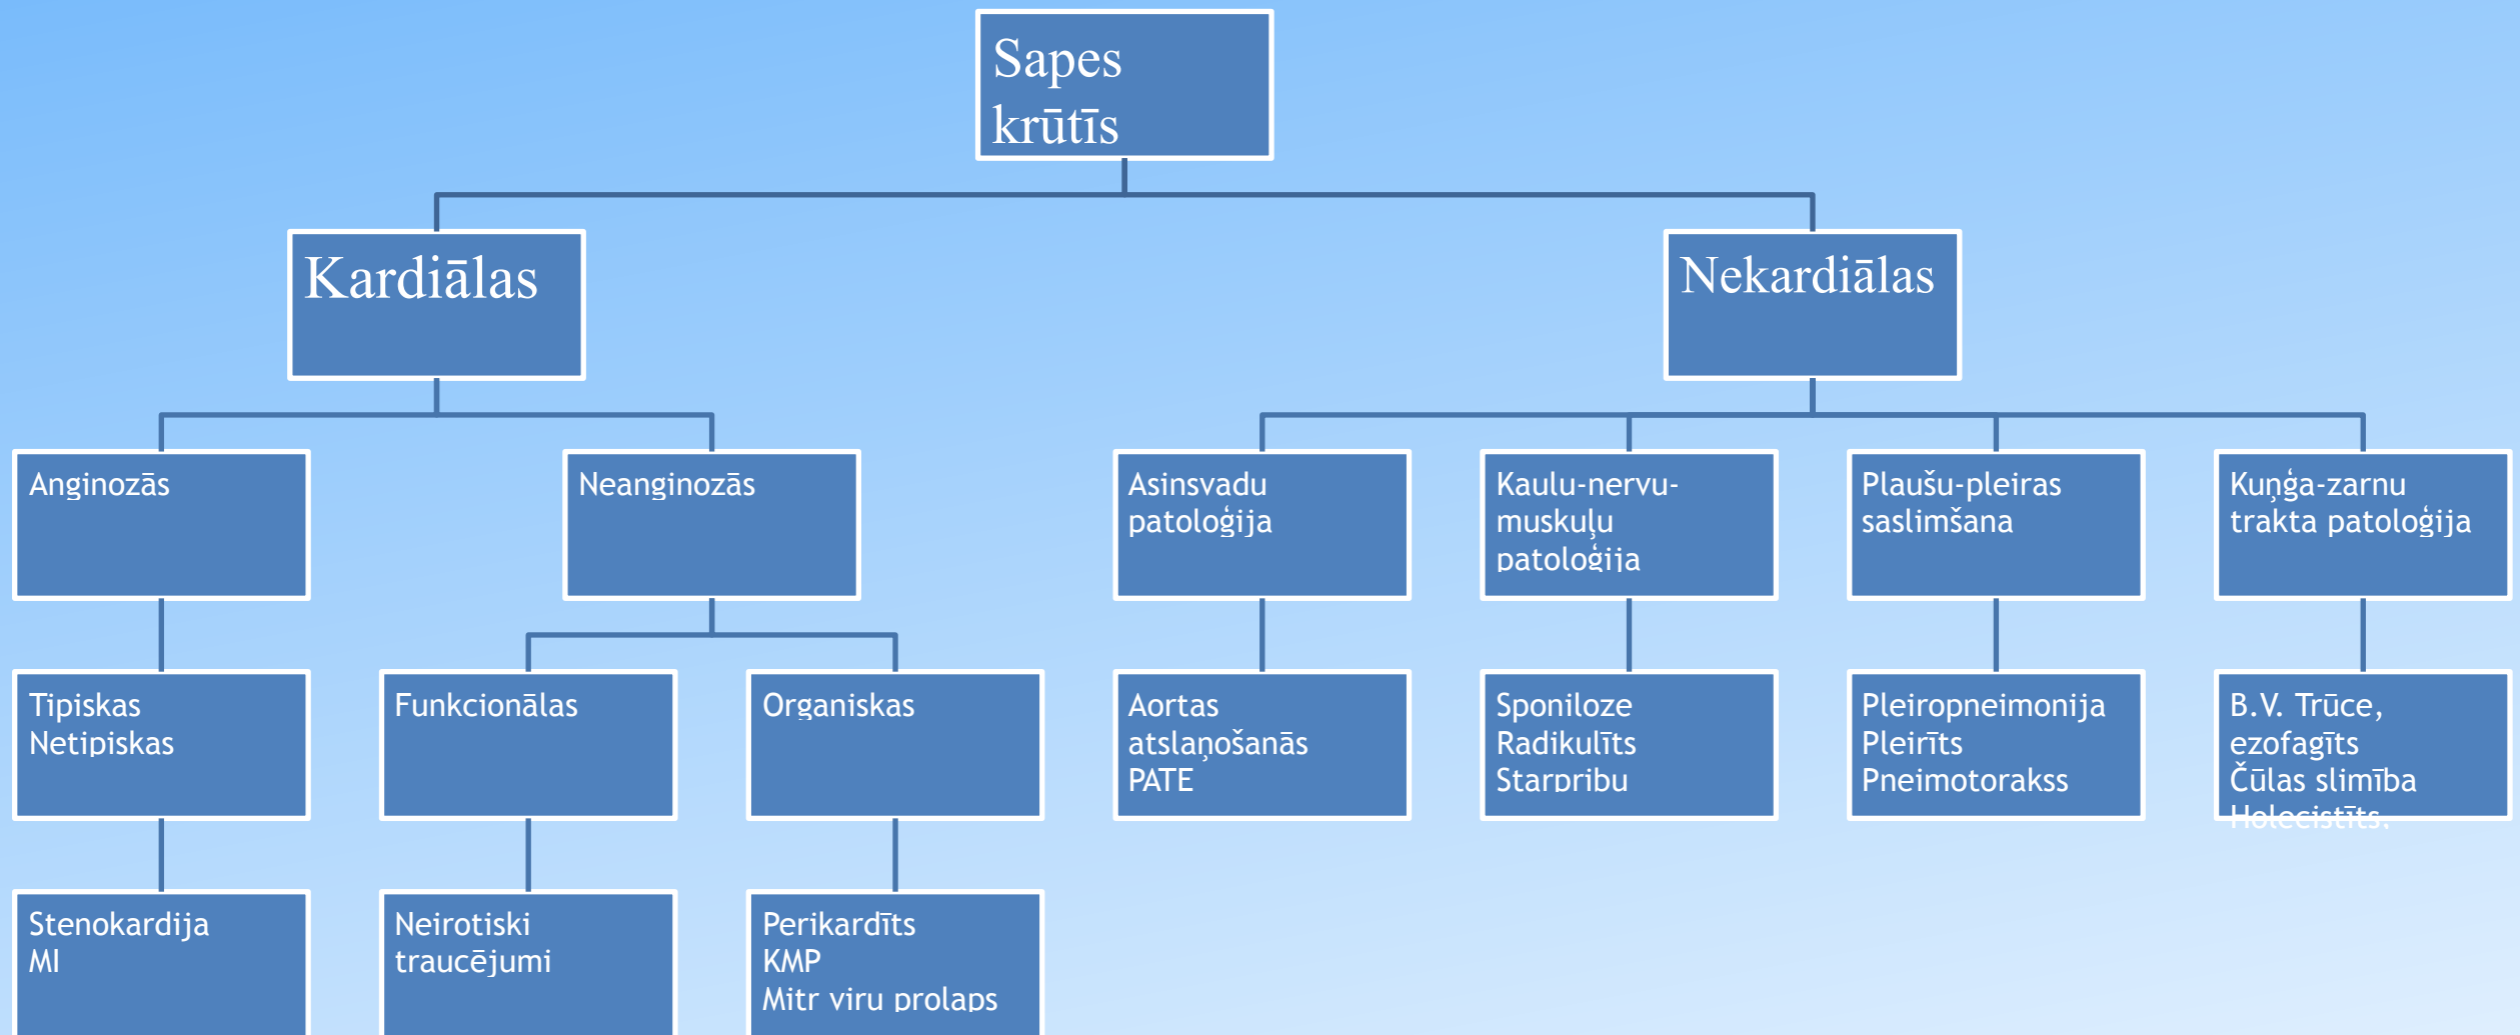 Sapes
krūtīs
Kardiālas
Nekardiālas
Anginozās
Neanginozās
Asinsvadu
patoloģija
Kaulu-nervu-
muskuļu
patoloģija
Plaušu-pleiras
saslimšana
Kuņģa-zarnu
trakta patoloģija
Tipiskas
Netipiskas
Funkcionālas
Organiskas
Aortas
atslaņošanās
PATE
Sponiloze
Radikulīts
Starpribu
Pleiropneimonija
Pleirīts
Pneimotorakss
B.V. Trūce,
ezofagīts
Čūlas slimība
Holecistīts.
Stenokardija
MI
Neirotiski
traucējumi
Perikardīts
KMP
Mitr viru prolaps